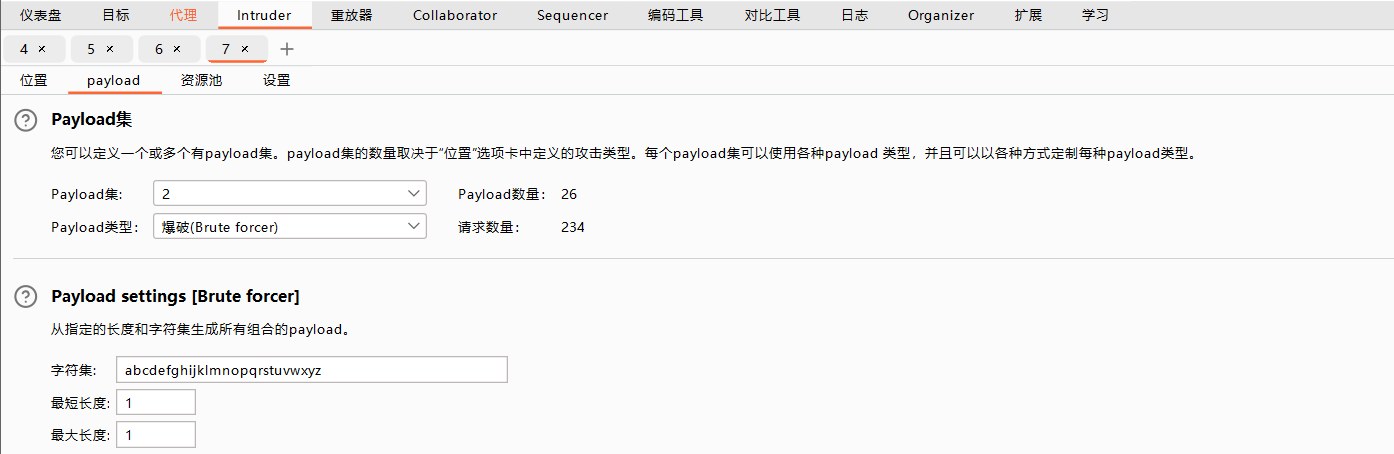 仪表盘 目标 代理 Intruder 重放器 Collaborator Sequencer 编码工具 对比工具 日志 Organizer 扩展 学习
4 × 5 × 6 × 7 × +
位置 payload 资源池 设置
? Payload集
您可以定义一个或多个有payload集。payload集的数量取决于“位置”选项卡中定义的攻击类型。每个payload集可以使用各种payload 类型，并且可以以各种方式定制每种payload类型。
Payload集: 2 Payload数量： 26
Payload类型： 爆破(Brute forcer) 请求数量： 234
? Payload settings [Brute forcer]
从指定的长度和字符集生成所有组合的payload。
字符集: abcdefghijklmnopqrstuvwxyz
最短长度: 1
最大长度: 1